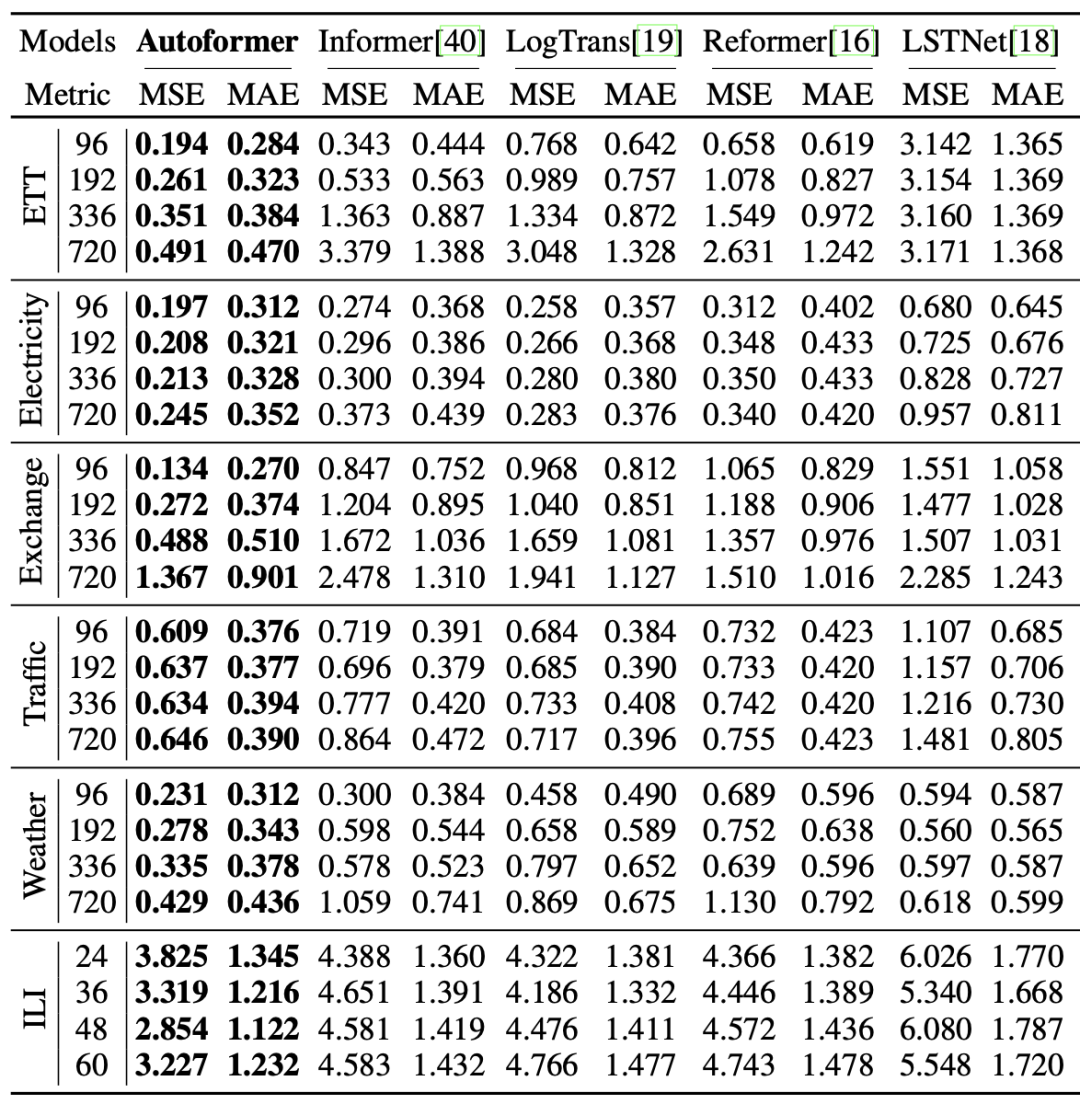 Models Autoformer Informer[40] LogTrans[19] Reformer[16] LSTNet[18]
Metric MSE MAE MSE MAE MSE MAE MSE MAE MSE MAE
ETT
96 0.194 0.284 0.343 0.444 0.768 0.642 0.658 0.619 3.142 1.365
192 0.261 0.323 0.533 0.563 0.989 0.757 1.078 0.827 3.154 1.369
336 0.351 0.384 1.363 0.887 1.334 0.872 1.549 0.972 3.160 1.369
720 0.491 0.470 3.379 1.388 3.048 1.328 2.631 1.242 3.171 1.368
Electricity
96 0.197 0.312 0.274 0.368 0.258 0.357 0.312 0.402 0.680 0.645
192 0.208 0.321 0.296 0.386 0.266 0.368 0.348 0.433 0.725 0.676
336 0.213 0.328 0.300 0.394 0.280 0.380 0.350 0.433 0.828 0.727
720 0.245 0.352 0.373 0.439 0.283 0.376 0.340 0.420 0.957 0.811
Exchange
96 0.134 0.270 0.847 0.752 0.968 0.812 1.065 0.829 1.551 1.058
192 0.272 0.374 1.204 0.895 1.040 0.851 1.188 0.906 1.477 1.028
336 0.488 0.510 1.672 1.036 1.659 1.081 1.357 0.976 1.507 1.031
720 1.367 0.901 2.478 1.310 1.941 1.127 1.510 1.016 2.285 1.243
Traffic
96 0.609 0.376 0.719 0.391 0.684 0.384 0.732 0.423 1.107 0.685
192 0.637 0.377 0.696 0.379 0.685 0.390 0.733 0.420 1.157 0.706
336 0.634 0.394 0.777 0.420 0.733 0.408 0.742 0.420 1.216 0.730
720 0.646 0.390 0.864 0.472 0.717 0.396 0.755 0.423 1.481 0.805
Weather
96 0.231 0.312 0.300 0.384 0.458 0.490 0.689 0.596 0.594 0.587
192 0.278 0.343 0.598 0.544 0.658 0.589 0.752 0.638 0.560 0.565
336 0.335 0.378 0.578 0.523 0.797 0.652 0.639 0.596 0.597 0.587
720 0.429 0.436 1.059 0.741 0.869 0.675 1.130 0.792 0.618 0.599
ILI
24 3.825 1.345 4.388 1.360 4.322 1.381 4.366 1.382 6.026 1.770
36 3.319 1.216 4.651 1.391 4.186 1.332 4.446 1.389 5.340 1.668
48 2.854 1.122 4.581 1.419 4.476 1.411 4.572 1.436 6.080 1.787
60 3.227 1.232 4.583 1.432 4.766 1.477 4.743 1.478 5.548 1.720